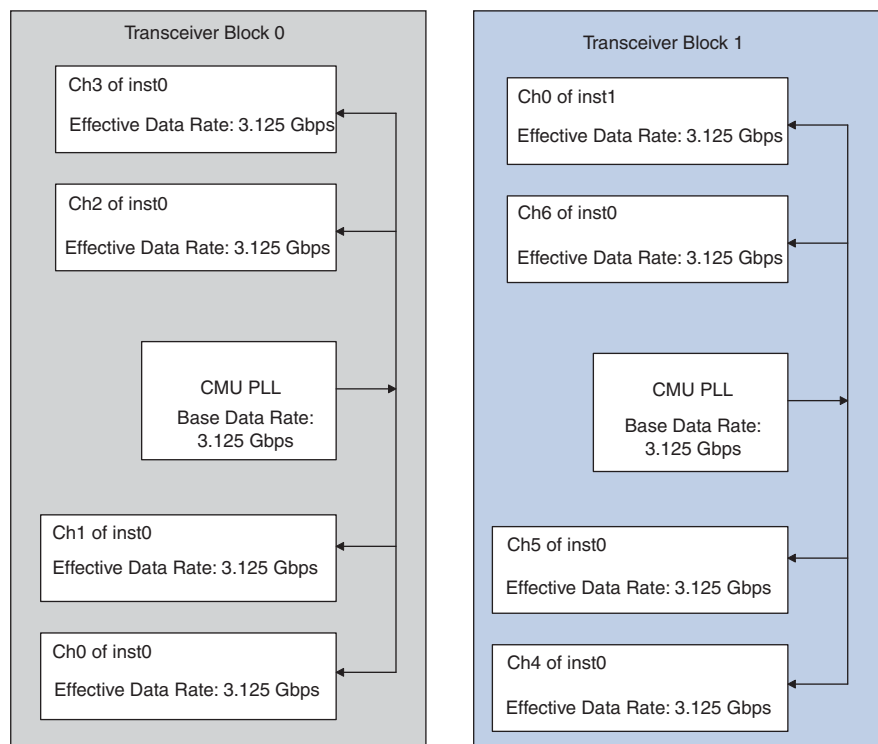 Transceiver Block 0
Ch3 of inst0
Effective Data Rate: 3.125 Gbps
Ch2 of inst0
Effective Data Rate: 3.125 Gbps
CMU PLL
Base Data Rate:
3.125 Gbps
Ch1 of inst0
Effective Data Rate: 3.125 Gbps
Ch0 of inst0
Effective Data Rate: 3.125 Gbps
Transceiver Block 1
Ch0 of inst1
Effective Data Rate: 3.125 Gbps
Ch6 of inst0
Effective Data Rate: 3.125 Gbps
CMU PLL
Base Data Rate:
3.125 Gbps
Ch5 of inst0
Effective Data Rate: 3.125 Gbps
Ch4 of inst0
Effective Data Rate: 3.125 Gbps